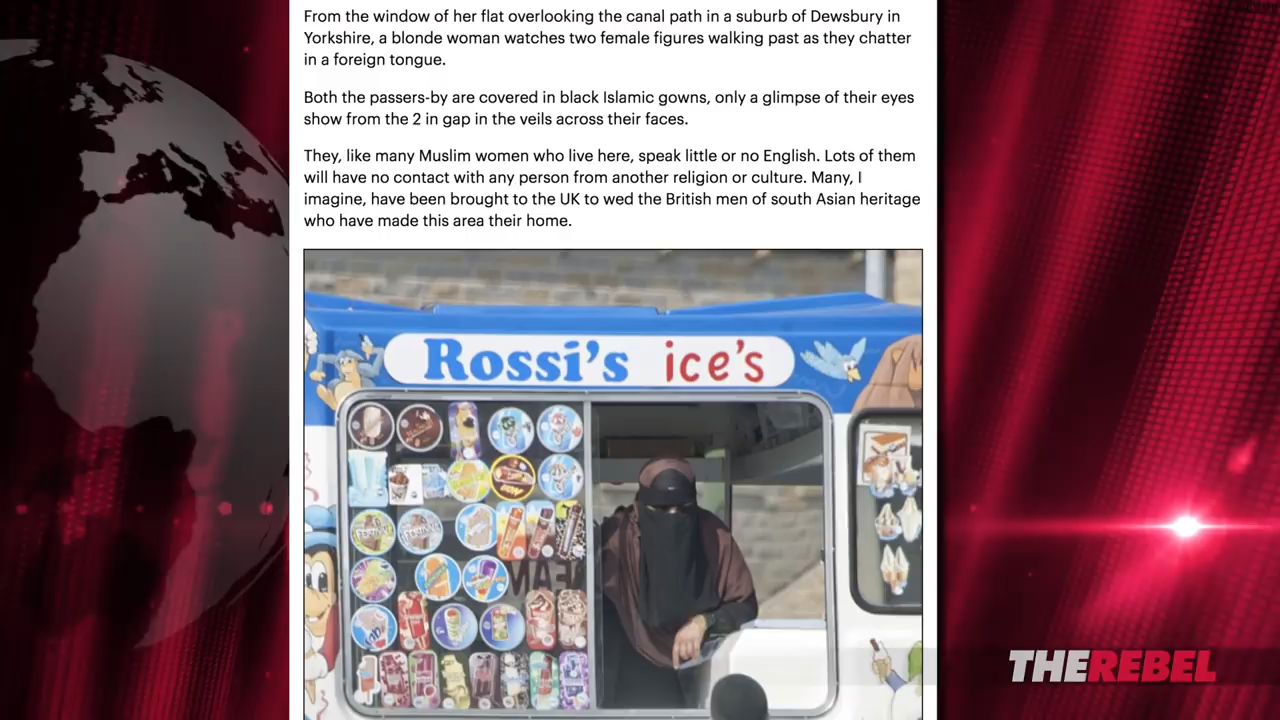 From the window of her flat overlooking the canal path in a suburb of Dewsbury in
Yorkshire, a blonde woman watches two female figures walking past as they chatter
in a foreign tongue.
Both the passers-by are covered in black Islamic gowns, only a glimpse of their eyes
show from the 2 in gap in the veils across their faces.
They, like many Muslim women who live here, speak little or no English. Lots of them
will have no contact with any person from another religion or culture. Many, I
imagine, have been brought to the UK to wed the British men of south Asian heritage
who have made this area their home.
Rossi's ice's
THEREBEL